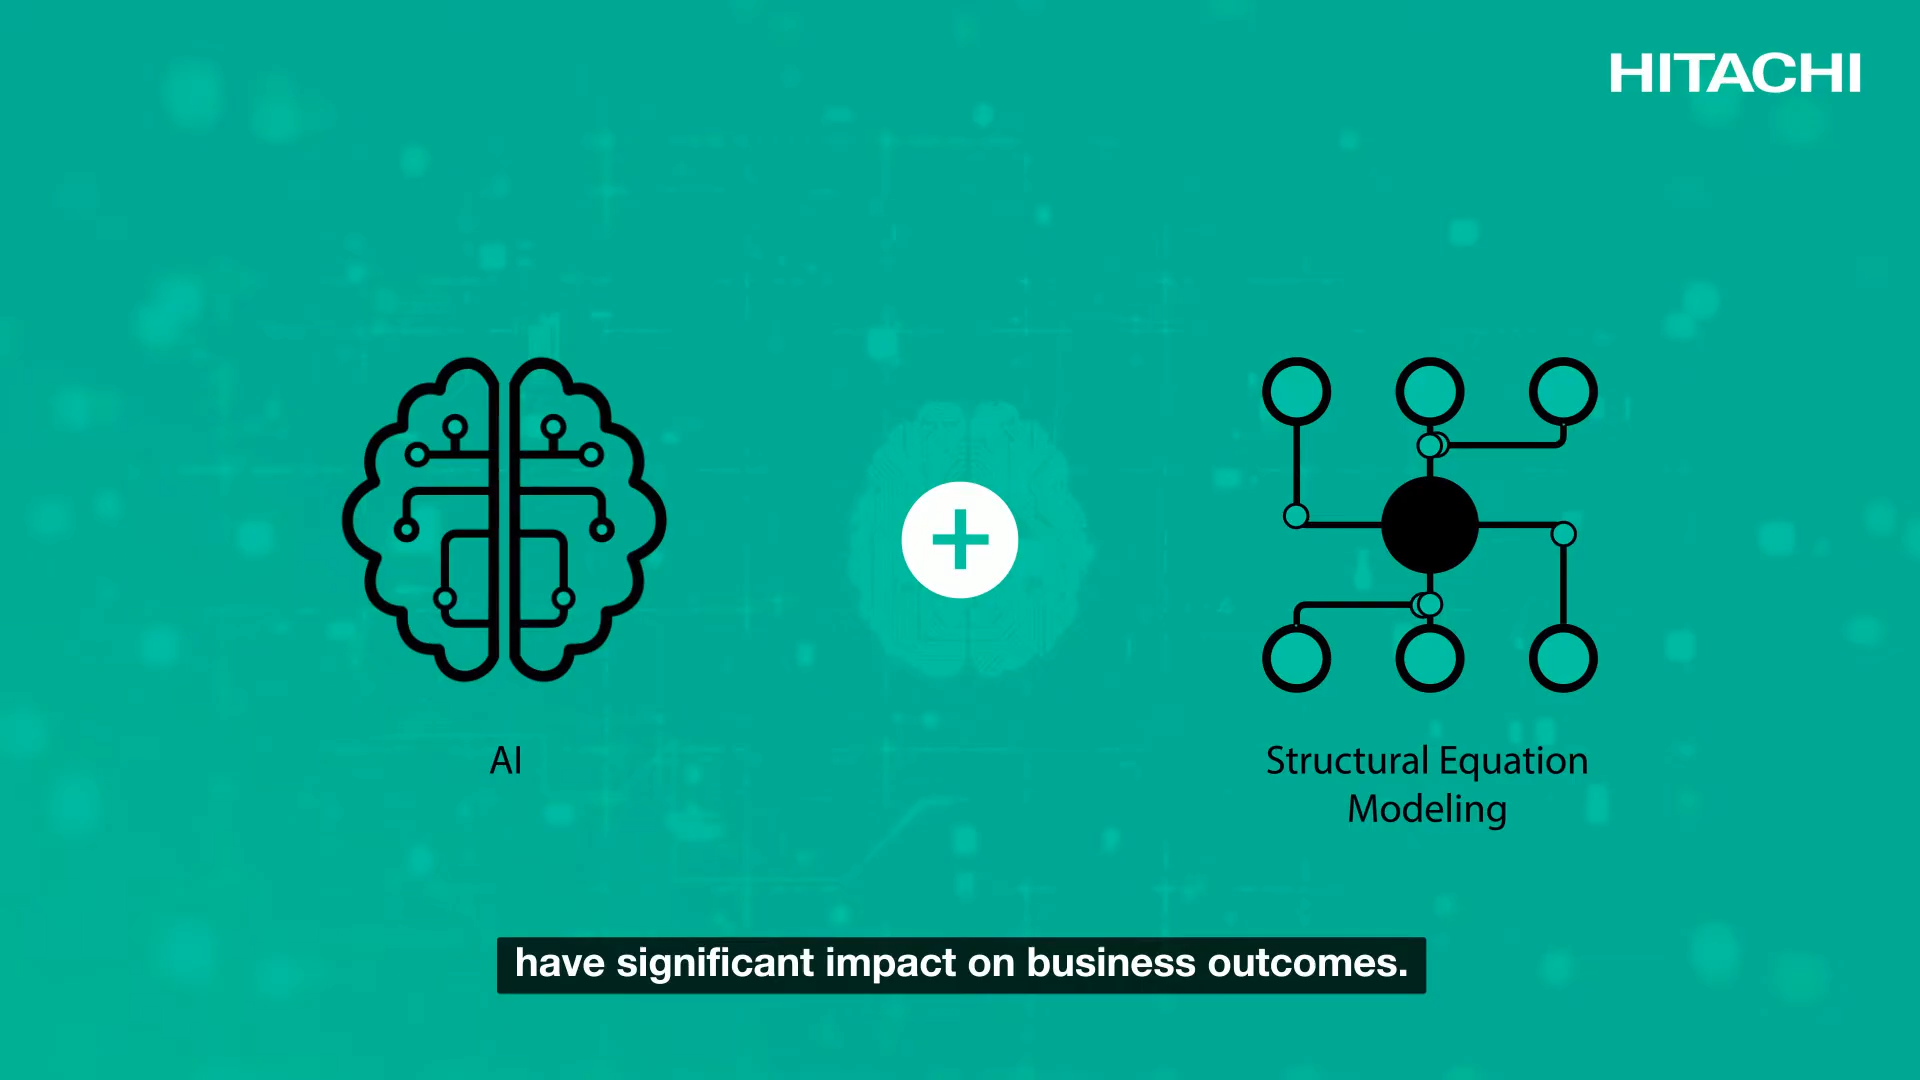 HITACHI
AI
Structural Equation
Modeling
have significant impact on business outcomes.